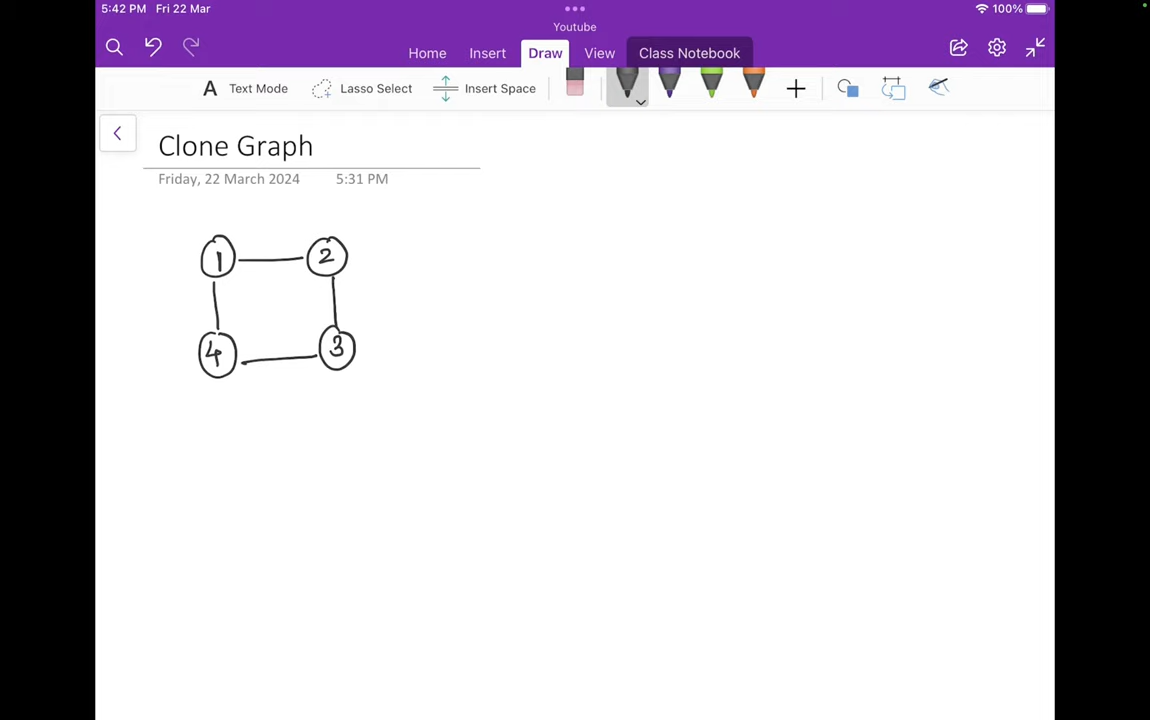 5:42 PM Fri 22 Mar 100%
Youtube
Home Insert Draw View Class Notebook
A Text Mode Lasso Select Insert Space
Clone Graph
Friday, 22 March 2024 5:31 PM
1 2
4 3